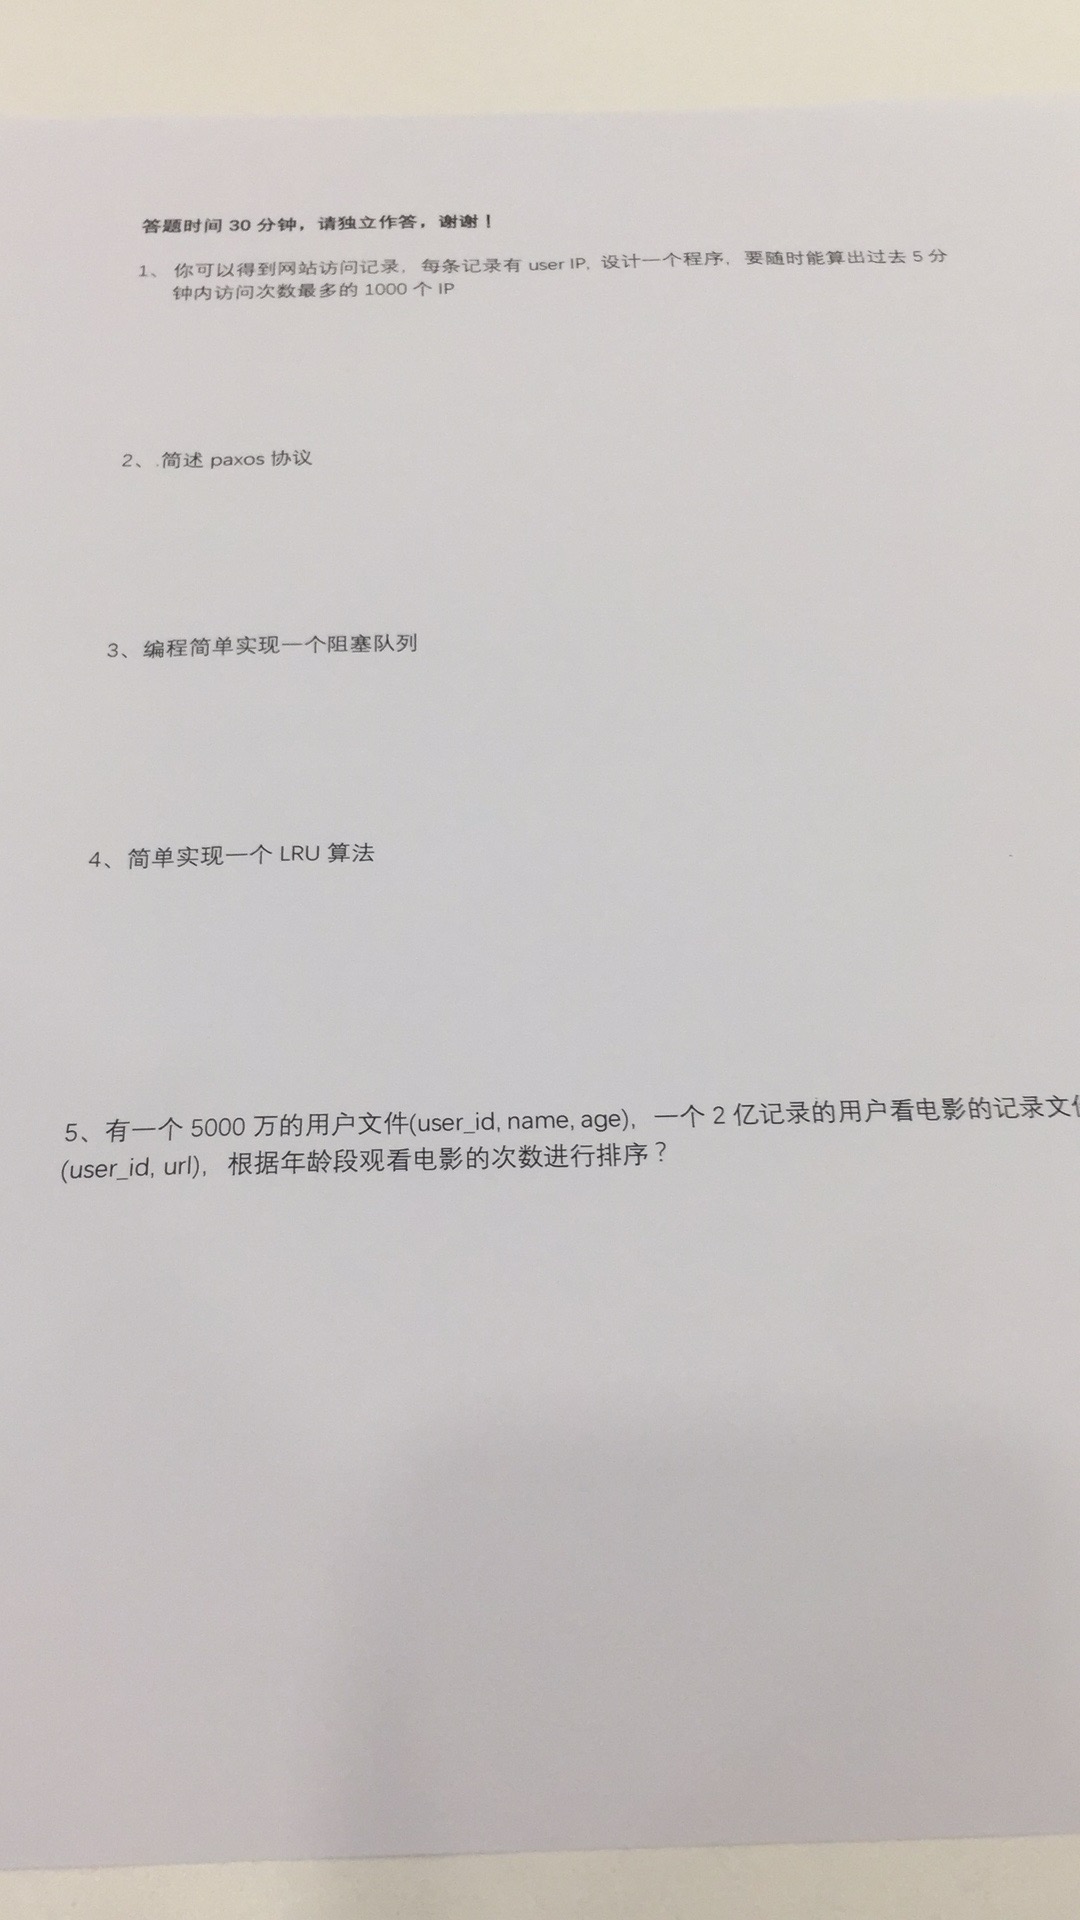 答题时间 30 分钟，请独立作答，谢谢！
1、 你可以得到网站访问记录，每条记录有 user IP, 设计一个程序，要随时能算出过去 5 分
钟内访问次数最多的 1000 个 IP
2、.简述 paxos 协议
3、编程简单实现一个阻塞队列
4、简单实现一个 LRU 算法
5、有一个 5000 万的用户文件(user_id, name, age)，一个 2 亿记录的用户看电影的记录文
(user_id, url)，根据年龄段观看电影的次数进行排序？